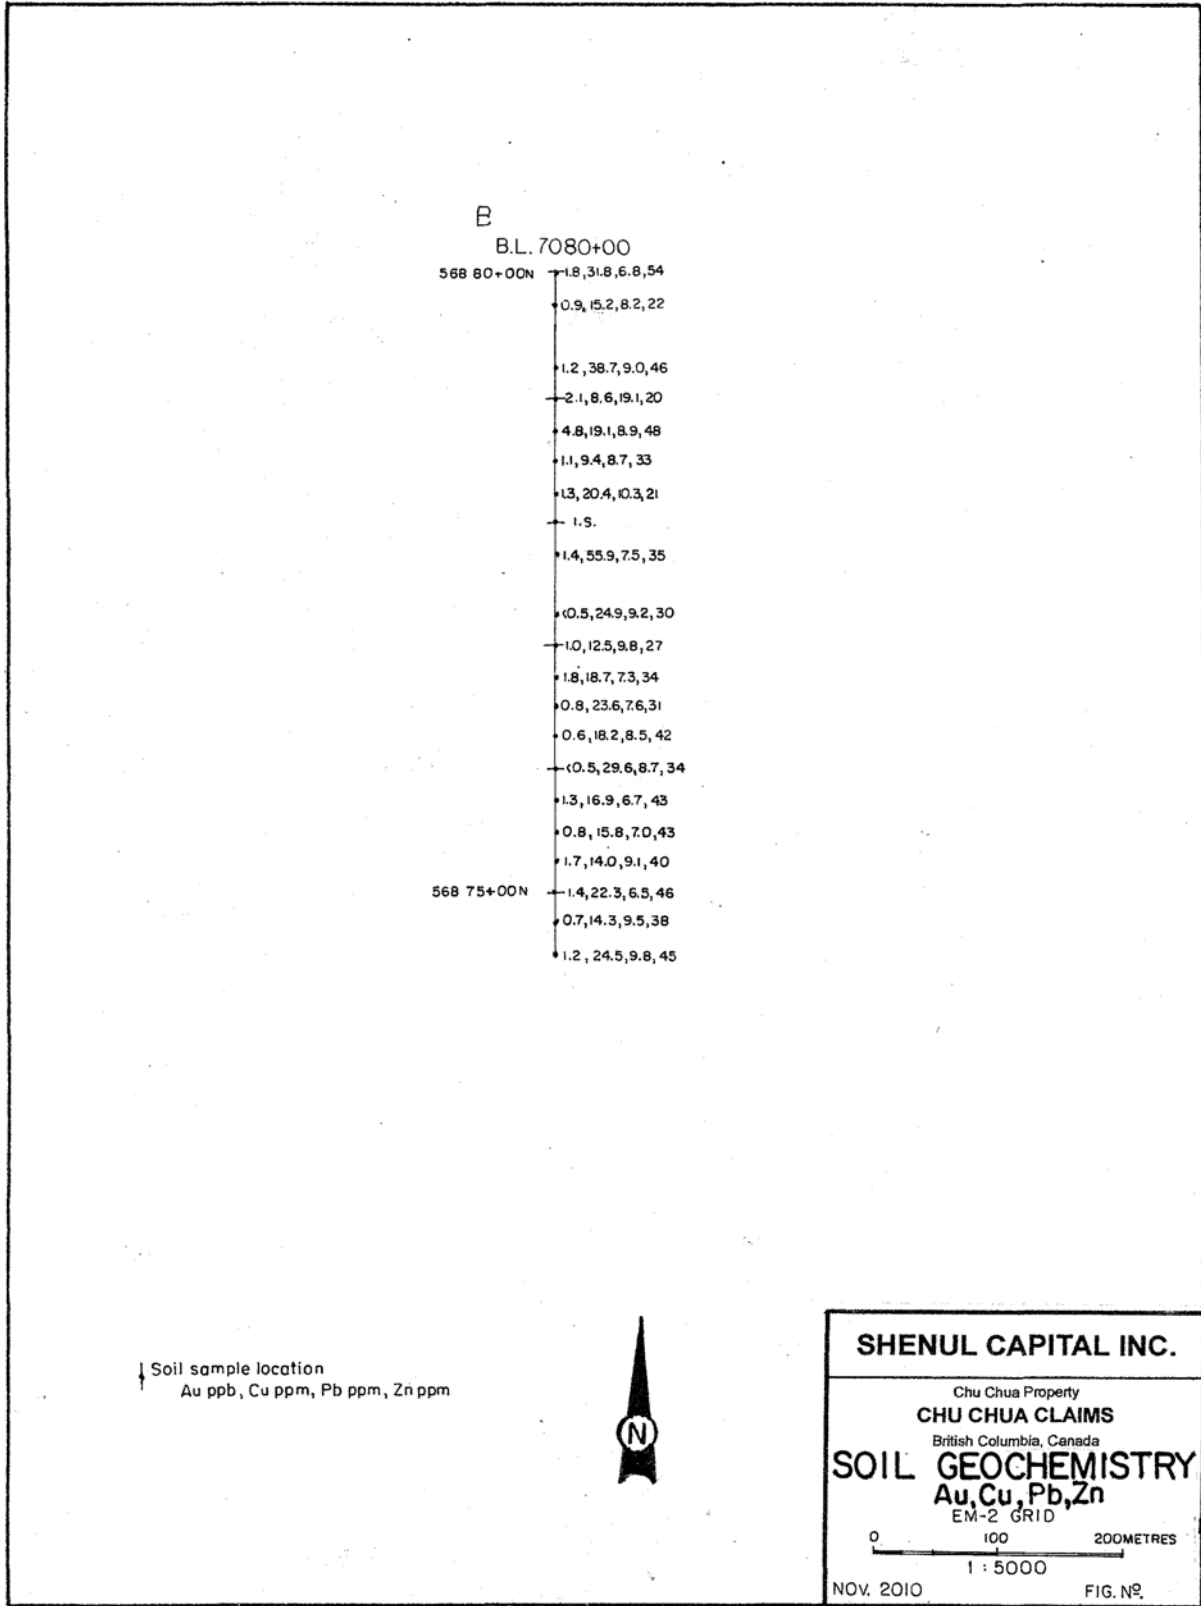 B
B.L. 7080+00
568 80+00N 1.8,31.8,6.8,54
0.9,15.2,8.2,22
1.2,38.7,9.0,46
2.1,8.6,19.1,20
4.8,19.1,8.9,48
1.1,9.4,8.7,33
1.3,20.4,10.3,21
I.S.
1.4,55.9,7.5,35
<0.5,24.9,9.2,30
1.0,12.5,9.8,27
1.8,18.7,7.3,34
0.8,23.6,7.6,31
0.6,18.2,8.5,42
<0.5,29.6,8.7,34
1.3,16.9,6.7,43
0.8,15.8,7.0,43
1.7,14.0,9.1,40
568 75+00N 1.4,22.3,6.5,46
0.7,14.3,9.5,38
1.2,24.5,9.8,45
Soil sample location
Au ppb, Cu ppm, Pb ppm, Zn ppm
N
SHENUL CAPITAL INC.
Chu Chua Property
CHU CHUA CLAIMS
British Columbia, Canada
SOIL GEOCHEMISTRY
Au,Cu,Pb,Zn
EM-2 GRID
0 100 200METRES
1 : 5000
NOV. 2010 FIG. Nº.